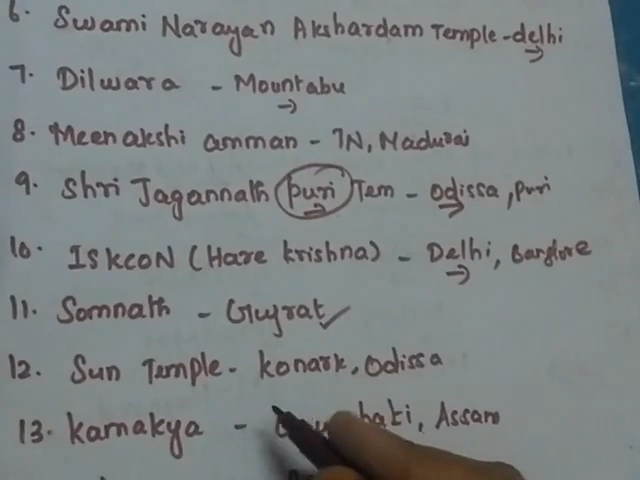 6. Swami Narayan Akshardam Temple-delhi
7. Dilwara - Mountabu
8. Meenakshi amman - TN, Madurai
9. Shri Jagannath puri Tem - odissa, puri
10. ISKCON (Hare krishna) - Delhi, Banglore
11. Somnath - Gujrat
12. Sun Temple - konark, Odissa
13. Kamakya - Assam